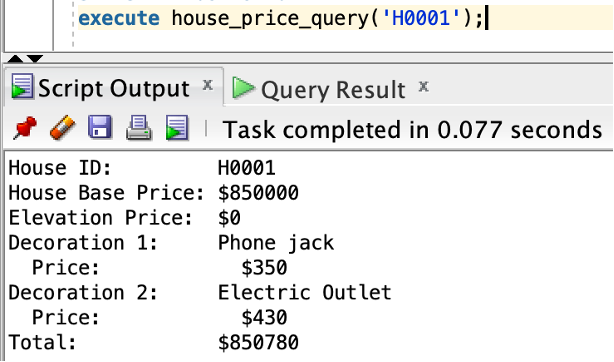 execute house_price_query('H0001');
Script Output x Query Result x
Task completed in 0.077 seconds
House ID: H0001
House Base Price: $850000
Elevation Price: $0
Decoration 1: Phone jack
Price: $350
Decoration 2: Electric Outlet
Price: $430
Total: $850780